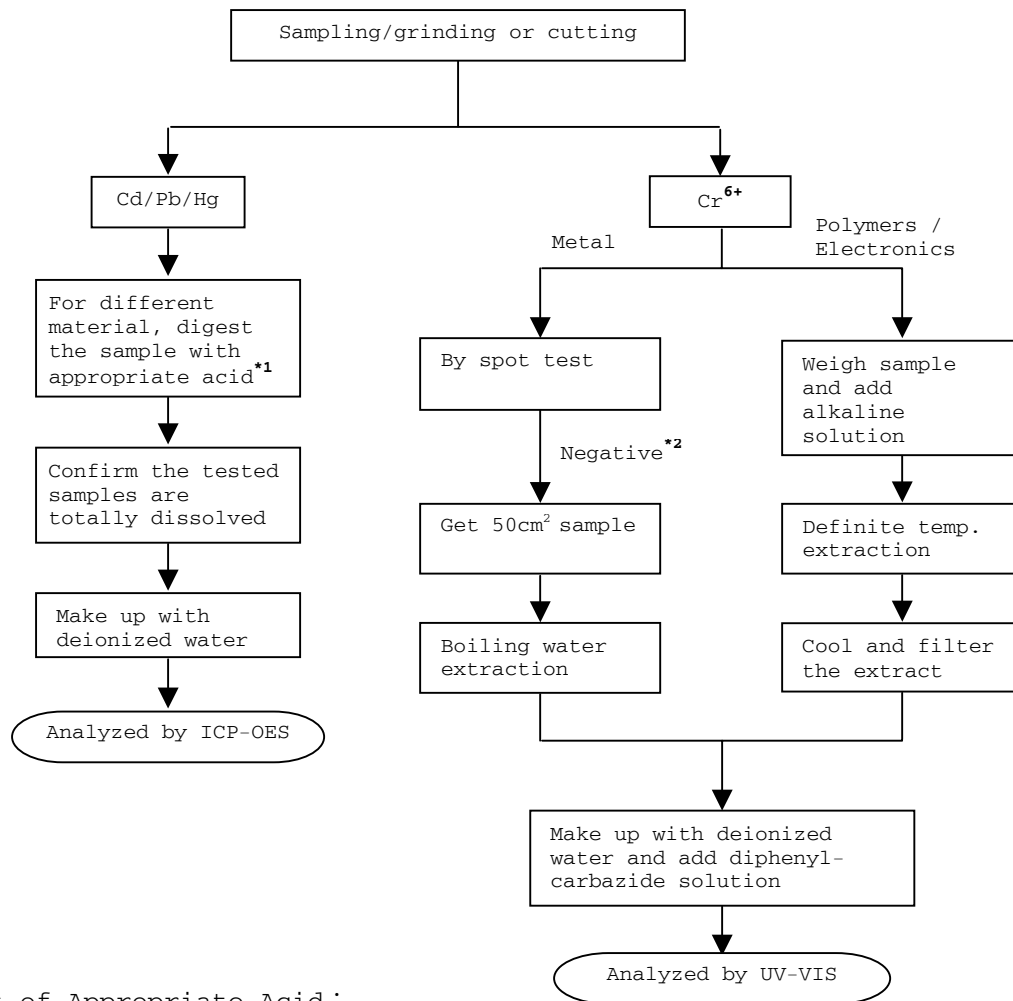 Sampling/grinding or cutting
Cd/Pb/Hg
Cr6+
Metal
Polymers /
Electronics
For different
material, digest
the sample with
appropriate acid*1
By spot test
Weigh sample
and add
alkaline
solution
Negative*2
Confirm the tested
samples are
totally dissolved
Get 50cm2 sample
Definite temp.
extraction
Make up with
deionized water
Boiling water
extraction
Cool and filter
the extract
Analyzed by ICP-OES
Make up with deionized
water and add diphenyl-
carbazide solution
Analyzed by UV-VIS
of Appropriate Acid: